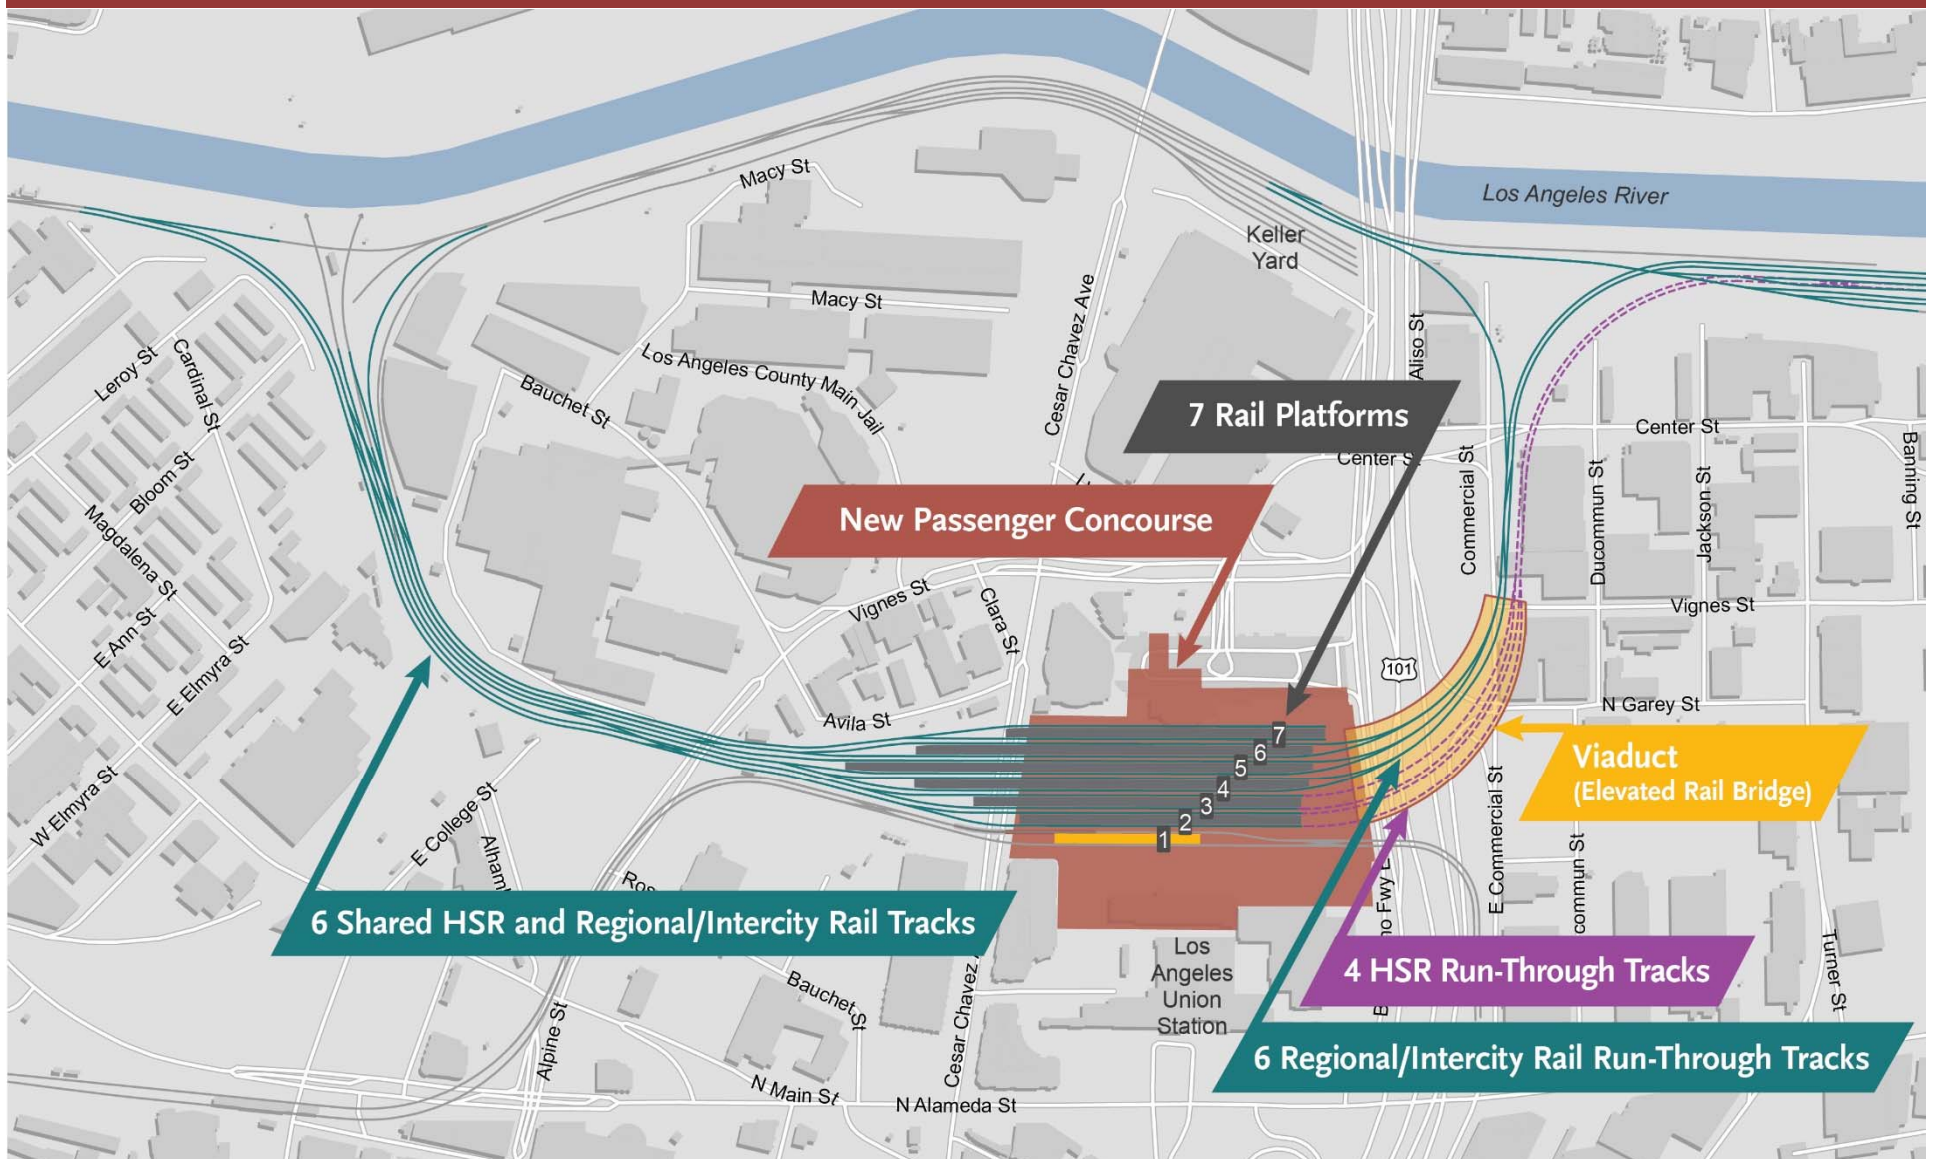 Macy St
Los Angeles River
Keller
Yard
Macy St
Leroy St
Cardinal St
Los Angeles County Main Jail
Bauchet St
Cesar Chavez Ave
Aliso St
7 Rail Platforms
Center St
Center St
Banning St
Bloom St
Magdalena St
New Passenger Concourse
Commercial St
Ducommun St
Jackson St
Vignes St
Clara St
Vignes St
E Ann St
E Elmyra St
101
N Garey St
Avila St
7
6
5
4
3
2
1
Viaduct
(Elevated Rail Bridge)
W Elmyra St
E College St
E Commercial St
6 Shared HSR and Regional/Intercity Rail Tracks
Los
Angeles
Union
Station
4 HSR Run-Through Tracks
Turner St
Bauchet St
Cesar Chavez
Alpine St
6 Regional/Intercity Rail Run-Through Tracks
N Main St
N Alameda St